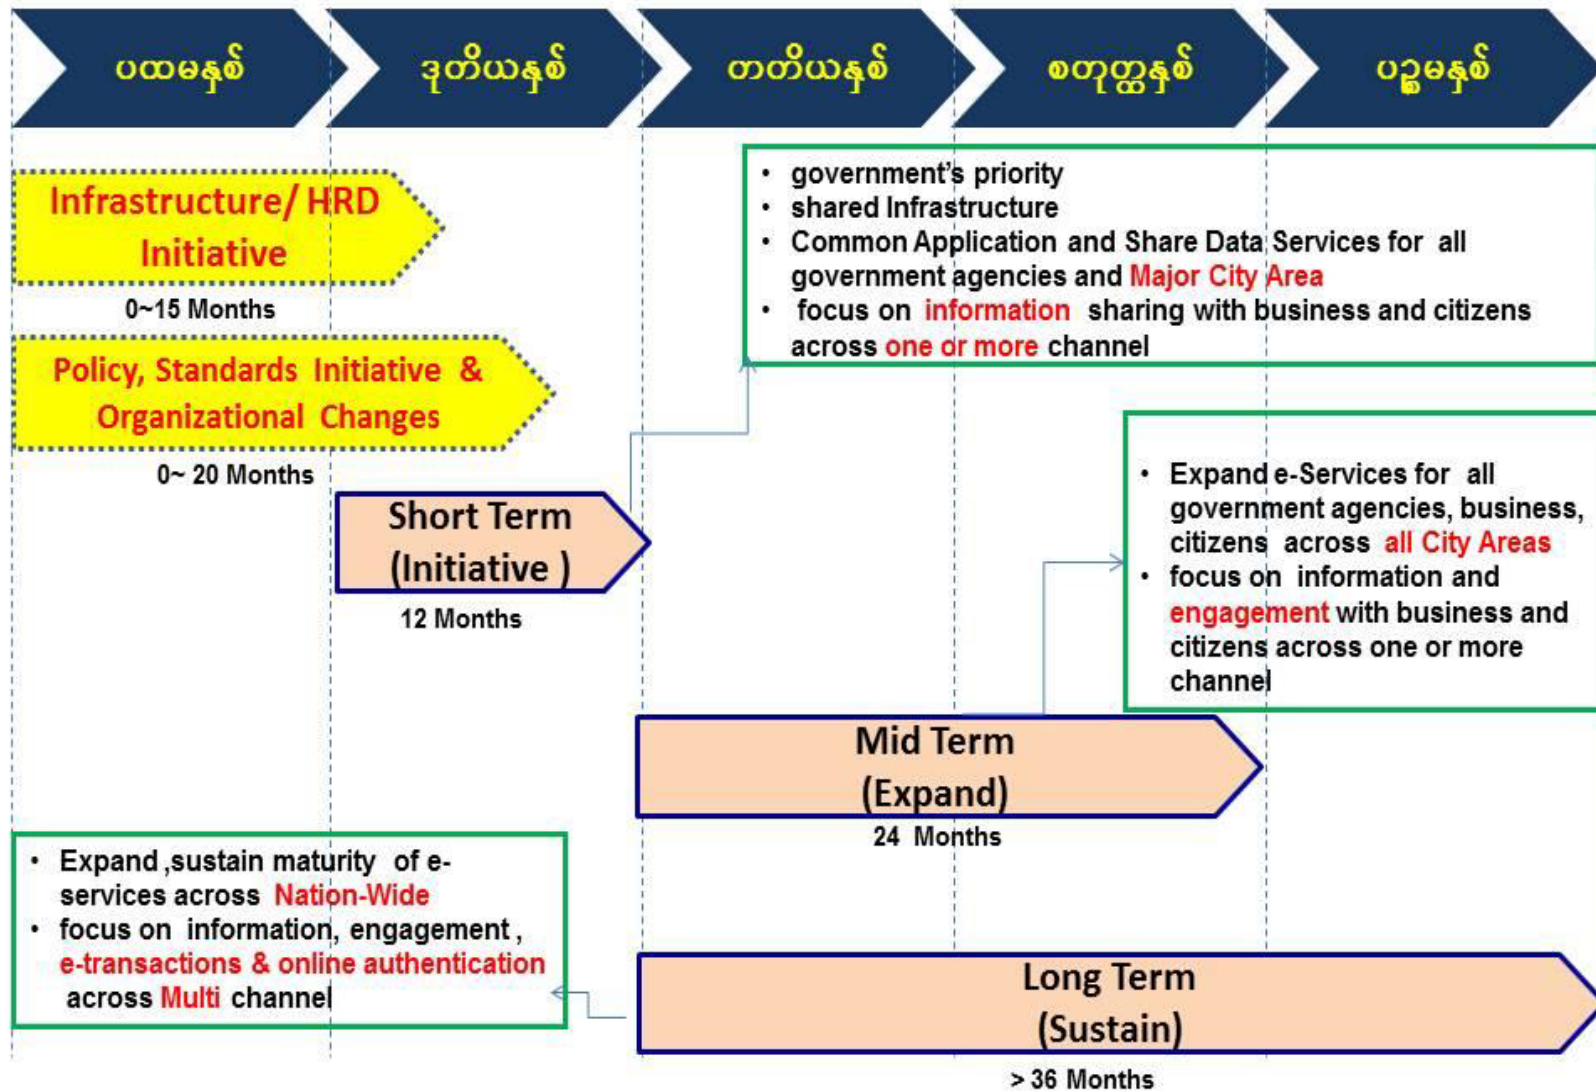 ပထမနှစ်
ဒုတိယနှစ်
တတိယနှစ်
စတုတ္ထနှစ်
ပဉ္စမနှစ်
Infrastructure/ HRD
Initiative
0~15 Months
• government's priority
• shared Infrastructure
• Common Application and Share Data Services for all
government agencies and Major City Area
• focus on information sharing with business and citizens
across one or more channel
Policy, Standards Initiative &
Organizational Changes
0~ 20 Months
Short Term
(Initiative )
12 Months
• Expand e-Services for all
government agencies, business,
citizens across all City Areas
• focus on information and
engagement with business and
citizens across one or more
channel
Mid Term
(Expand)
24 Months
• Expand ,sustain maturity of e-
services across Nation-Wide
• focus on information, engagement ,
e-transactions & online authentication
across Multi channel
Long Term
(Sustain)
> 36 Months